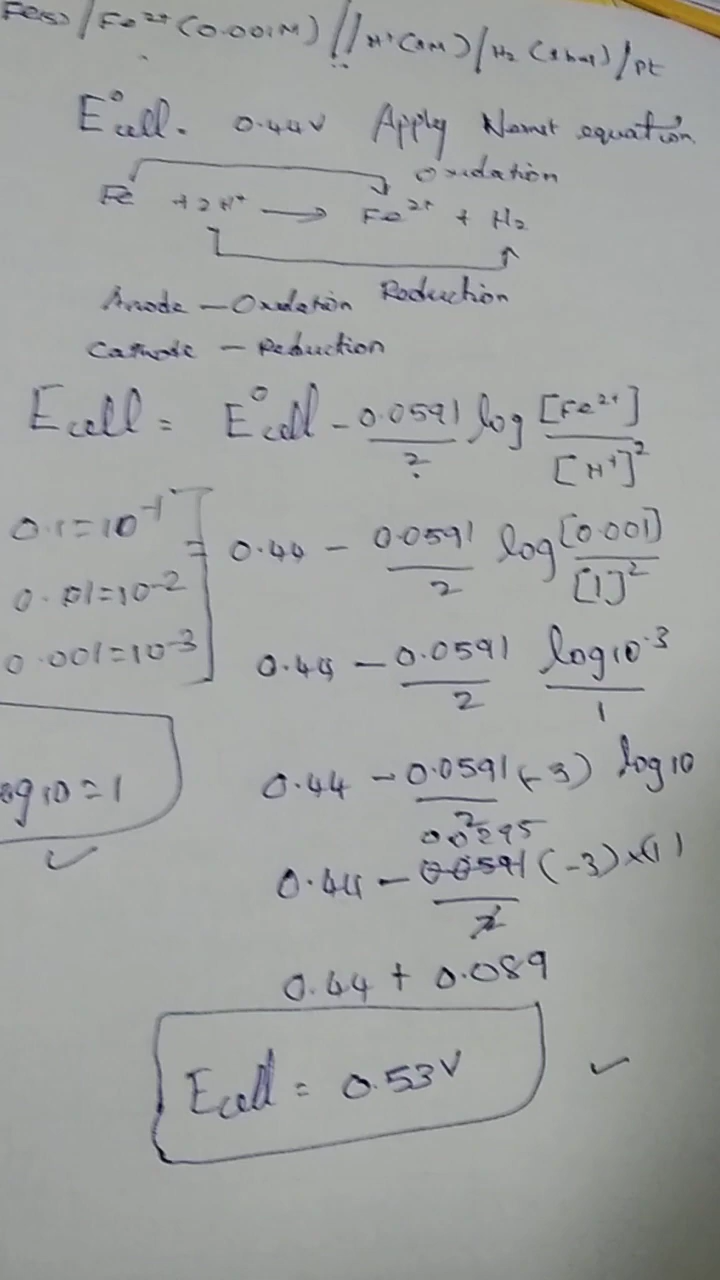 Fe(s) / Fe²⁺ (0.001M) // H⁺(1M) / H₂ (1bar) / pt
E°cell = 0.44V Apply Nernst equation
Oxidation
Fe + 2H⁺ → Fe²⁺ + H₂
Reduction
Anode – Oxidation
Cathode – Reduction
Ecell = E°cell – 0.0591/2 log [Fe²⁺]/[H⁺]²
0.1 = 10⁻¹
0.01 = 10⁻²
0.001 = 10⁻³
= 0.44 – 0.0591/2 log [0.001]/[1]²
0.44 – 0.0591/2 log10⁻³/1
log 10 = 1
0.44 – 0.0591/2 (-3) log 10
0.0295
0.44 – 0.0591/2 (-3) × (1)
0.44 + 0.089
Ecell = 0.53V